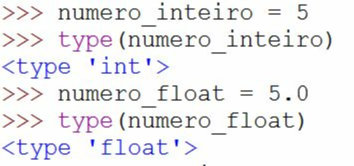 >>> numero_inteiro = 5
>>> type(numero_inteiro)
<type 'int'>
>>> numero_float = 5.0
>>> type(numero_float)
<type 'float'>